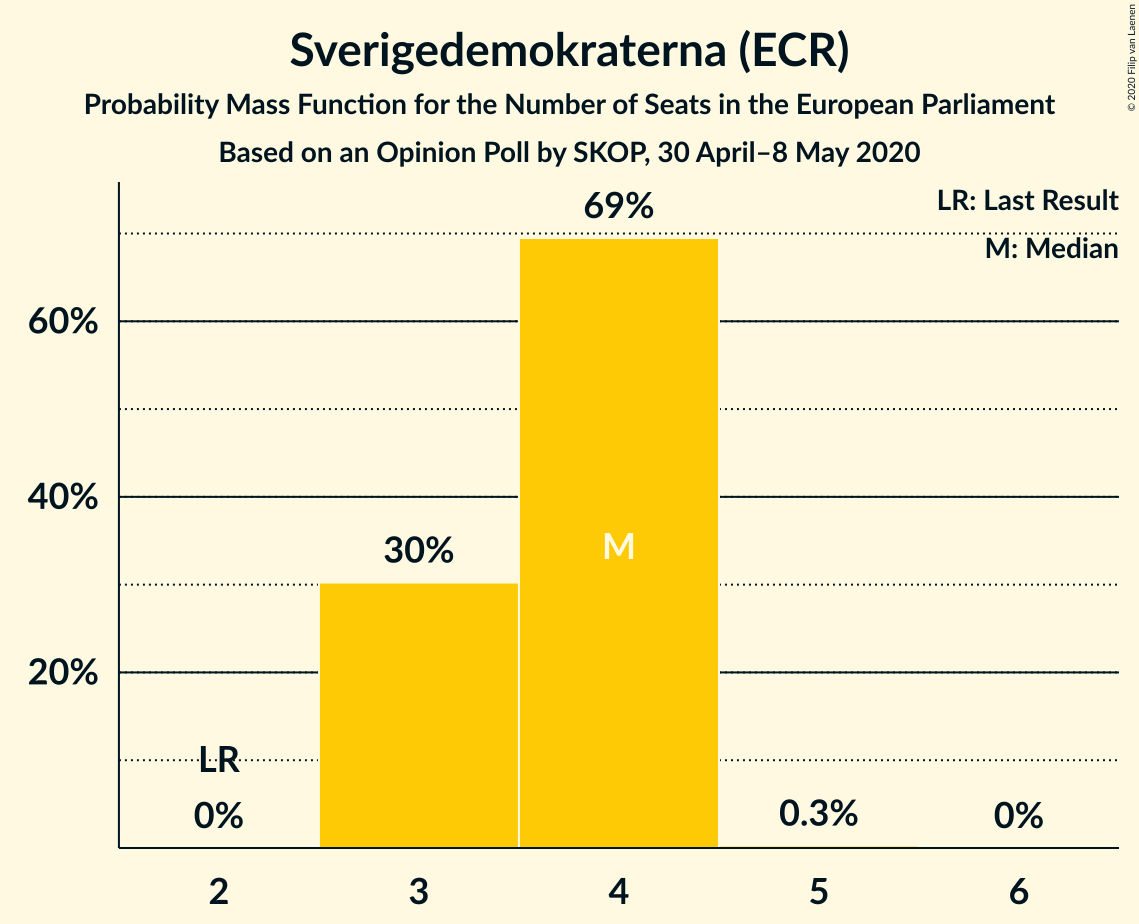 Sverigedemokraterna (ECR)
Probability Mass Function for the Number of Seats in the European Parliament
Based on an Opinion Poll by SKOP, 30 April–8 May 2020
© 2020 Filip van Laenen
LR: Last Result
M: Median
69%
60%
40%
30%
M
20%
LR
0%
0.3%
0%
2 3 4 5 6